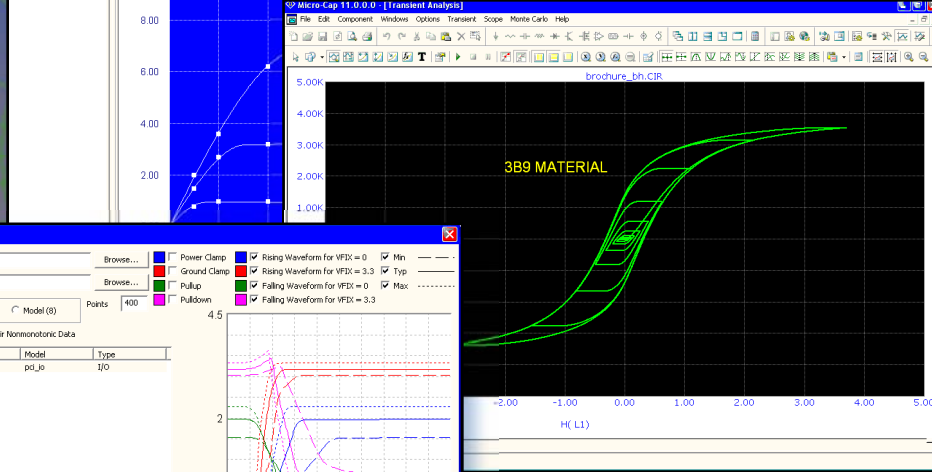 Micro-Cap 11.0.0.0 - [Transient Analysis]
File Edit Component Windows Options Transient Scope Monte Carlo Help
T
brochure_bh.CIR
8.00
6.00
4.00
2.00
5.00K
4.00K
3.00K
2.00K
1.00K
3B9 MATERIAL
-2.00 -1.00 0.00 1.00 2.00 3.00 4.00 5.00
H( L1)
Browse...
Browse...
Power Clamp
Ground Clamp
Pullup
Pulldown
Rising Waveform for VFIX = 0
Rising Waveform for VFIX = 3.3
Falling Waveform for VFIX = 0
Falling Waveform for VFIX = 3.3
Min
Typ
Max
Model (8)
Points 400
ir Nonmonotonic Data
Model Type
pci_io I/O
4.5
2